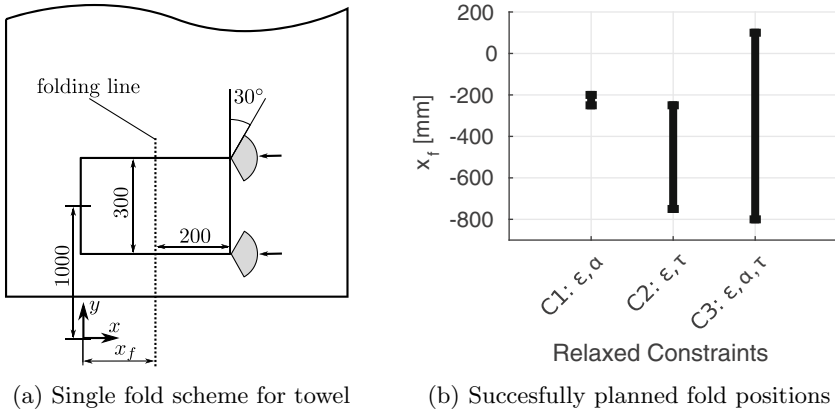 folding line
30°
300
200
1000
y
x
x_f
(a) Single fold scheme for towel
200
0
-200
-400
-600
-800
x_f [mm]
C1: ε,α
C2: ε,τ
C3: ε,α,τ
Relaxed Constraints
(b) Succesfully planned fold positions